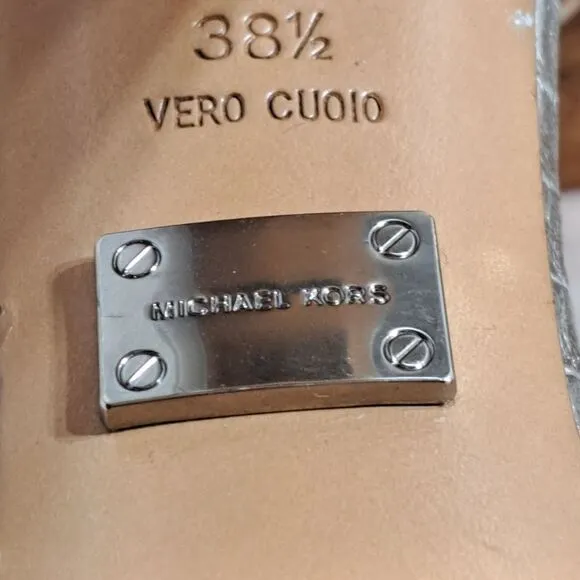 38½
VERO CUOIO
MICHAEL KORS